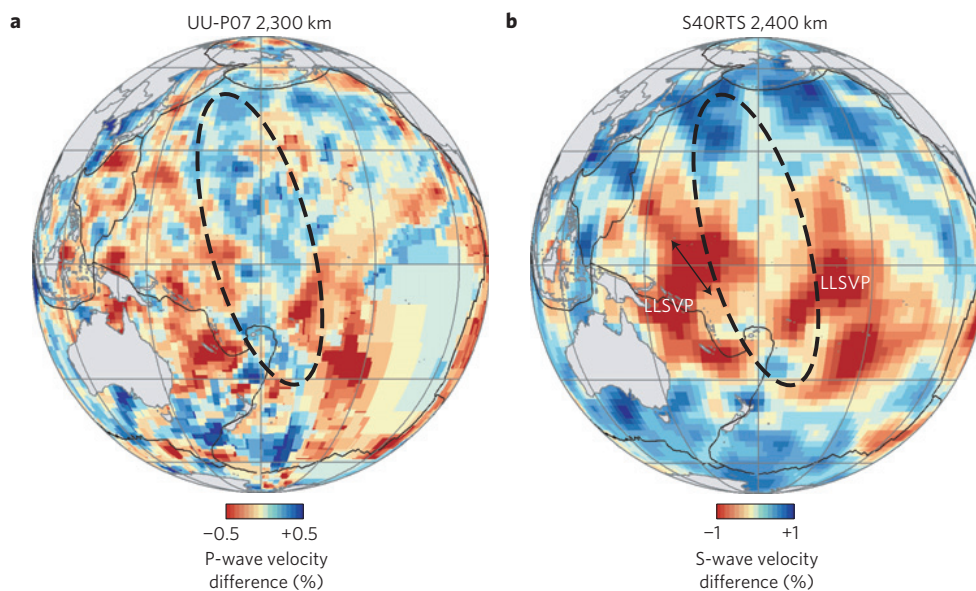 a
UU-P07 2,300 km
−0.5
+0.5
P-wave velocity
difference (%)
b
S40RTS 2,400 km
LLSVP
LLSVP
−1
+1
S-wave velocity
difference (%)